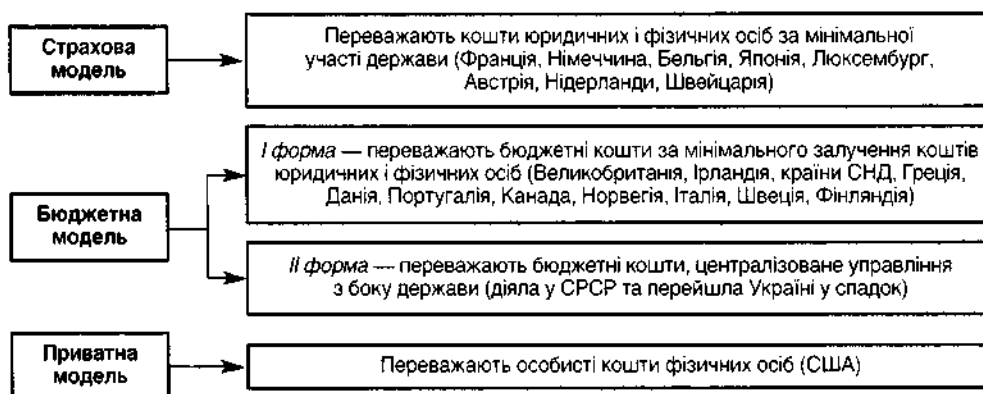 Страхова
модель
Переважають кошти юридичних і фізичних осіб за мінімальної
участі держави (Франція, Німеччина, Бельгія, Японія, Люксембург,
Австрія, Нідерланди, Швейцарія)
Бюджетна
модель
I форма — переважають бюджетні кошти за мінімального залучення коштів
юридичних і фізичних осіб (Великобританія, Ірландія, країни СНД, Греція,
Данія, Португалія, Канада, Норвегія, Італія, Швеція, Фінляндія)
II форма — переважають бюджетні кошти, централізоване управління
з боку держави (діяла у СРСР та перейшла Україні у спадок)
Приватна
модель
Переважають особисті кошти фізичних осіб (США)